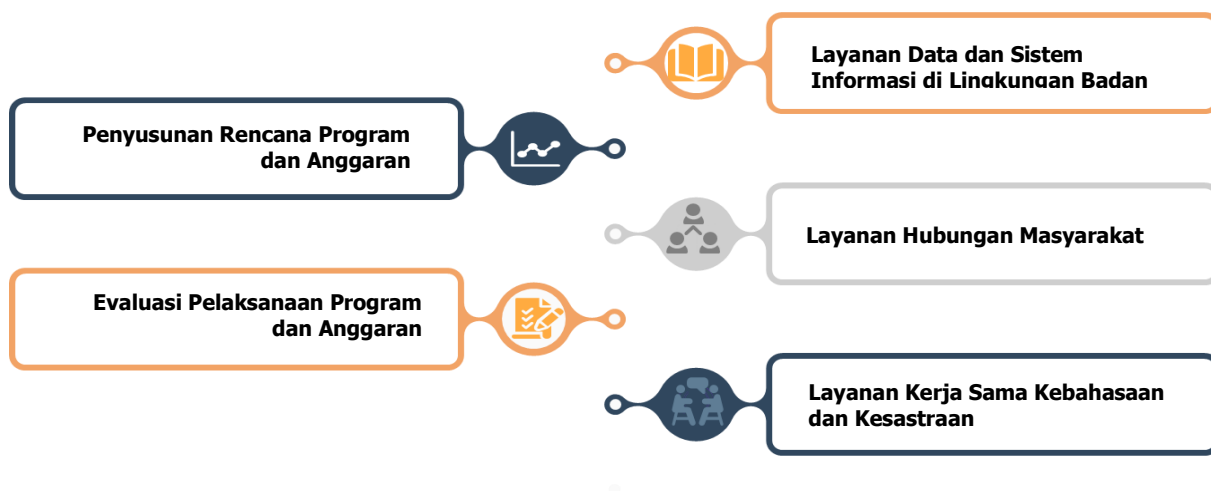 Layanan Data dan Sistem
Informasi di Lingkungan Badan
Penyusunan Rencana Program
dan Anggaran
Layanan Hubungan Masyarakat
Evaluasi Pelaksanaan Program
dan Anggaran
Layanan Kerja Sama Kebahasaan
dan Kesastraan